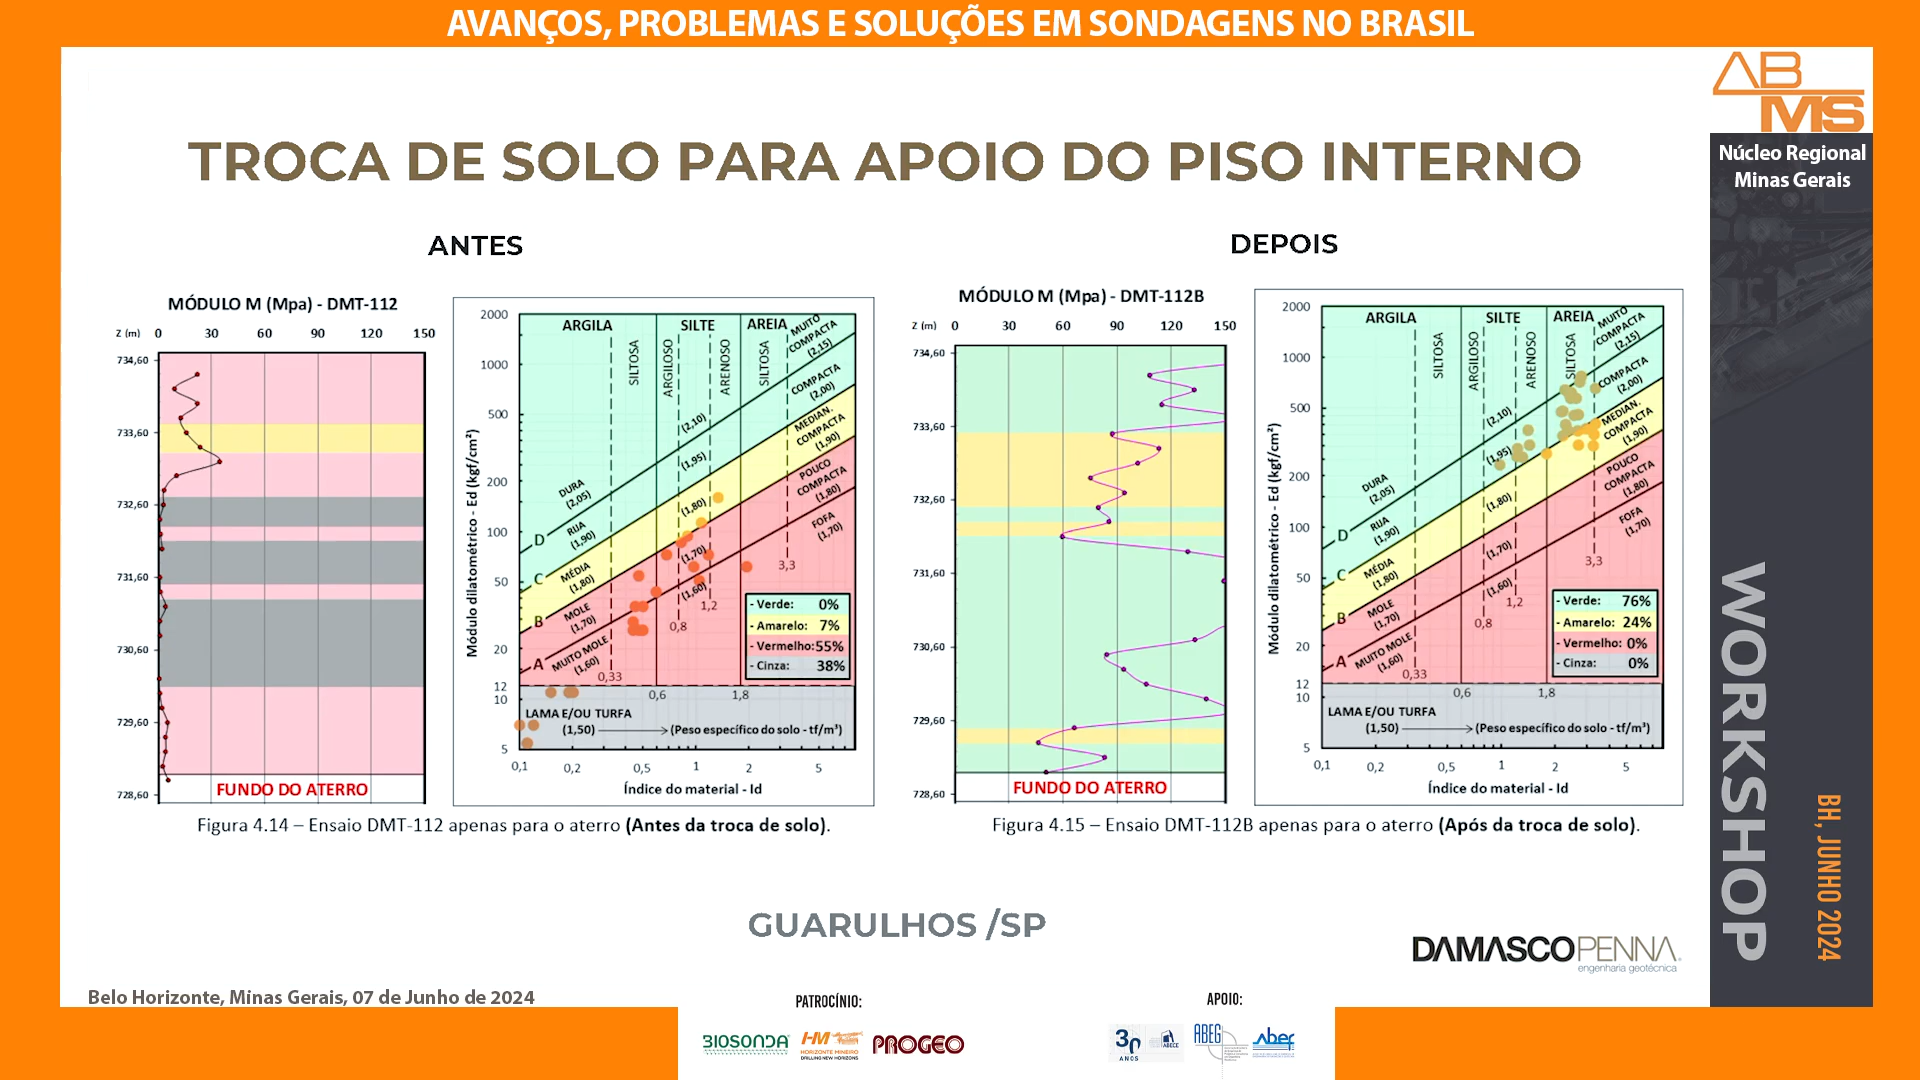 AVANÇOS, PROBLEMAS E SOLUÇÕES EM SONDAGENS NO BRASIL
ABMS
Núcleo Regional
Minas Gerais
TROCA DE SOLO PARA APOIO DO PISO INTERNO
ANTES
MÓDULO M (Mpa) - DMT-112
Z (m) 0 30 60 90 120 150
734,60
733,60
732,60
731,60
730,60
729,60
728,60
FUNDO DO ATERRO
Módulo dilatométrico - Ed (kgf/cm²)
2000
1000
500
200
100
50
20
12
10
5
ARGILA SILTE AREIA
SILTOSA ARGILOSO ARENOSO SILTOSA
MUITO COMPACTA (2,15)
COMPACTA (2,00)
MEDIAN. COMPACTA (1,90)
POUCO COMPACTA (1,80)
FOFA (1,70)
(2,10)
(1,95)
(1,80)
(1,70)
(1,60)
DURA (2,05)
D RIJA (1,90)
C MÉDIA (1,80)
B MOLE (1,70)
A MUITO MOLE (1,60)
0,33 0,6 0,8 1,2 1,8 3,3
- Verde: 0%
- Amarelo: 7%
- Vermelho: 55%
- Cinza: 38%
LAMA E/OU TURFA
(1,50) (Peso específico do solo - tf/m³)
0,1 0,2 0,5 1 2 5
Índice do material - Id
Figura 4.14 – Ensaio DMT-112 apenas para o aterro (Antes da troca de solo).
DEPOIS
MÓDULO M (Mpa) - DMT-112B
Z (m) 0 30 60 90 120 150
734,60
733,60
732,60
731,60
730,60
729,60
728,60
FUNDO DO ATERRO
Módulo dilatométrico - Ed (kgf/cm²)
2000
1000
500
200
100
50
20
12
10
5
ARGILA SILTE AREIA
SILTOSA ARGILOSO ARENOSO SILTOSA
MUITO COMPACTA (2,15)
COMPACTA (2,00)
MEDIAN. COMPACTA (1,90)
POUCO COMPACTA (1,80)
FOFA (1,70)
(2,10)
(1,95)
(1,80)
(1,70)
(1,60)
DURA (2,05)
D RIJA (1,90)
C MÉDIA (1,80)
B MOLE (1,70)
A MUITO MOLE (1,60)
0,33 0,6 0,8 1,2 1,8 3,3
- Verde: 76%
- Amarelo: 24%
- Vermelho: 0%
- Cinza: 0%
LAMA E/OU TURFA
(1,50) (Peso específico do solo - tf/m³)
0,1 0,2 0,5 1 2 5
Índice do material - Id
Figura 4.15 – Ensaio DMT-112B apenas para o aterro (Após da troca de solo).
GUARULHOS /SP
DAMASCOPENNA
engenharia geotécnica
WORKSHOP
BH, JUNHO 2024
Belo Horizonte, Minas Gerais, 07 de Junho de 2024
PATROCÍNIO:
BIOSONDA
HM
HORIZONTE MINEIRO
DRILLING NEW HORIZONS
PROGEO
APOIO:
30
ANOS
ABECE
ABEG
Abef